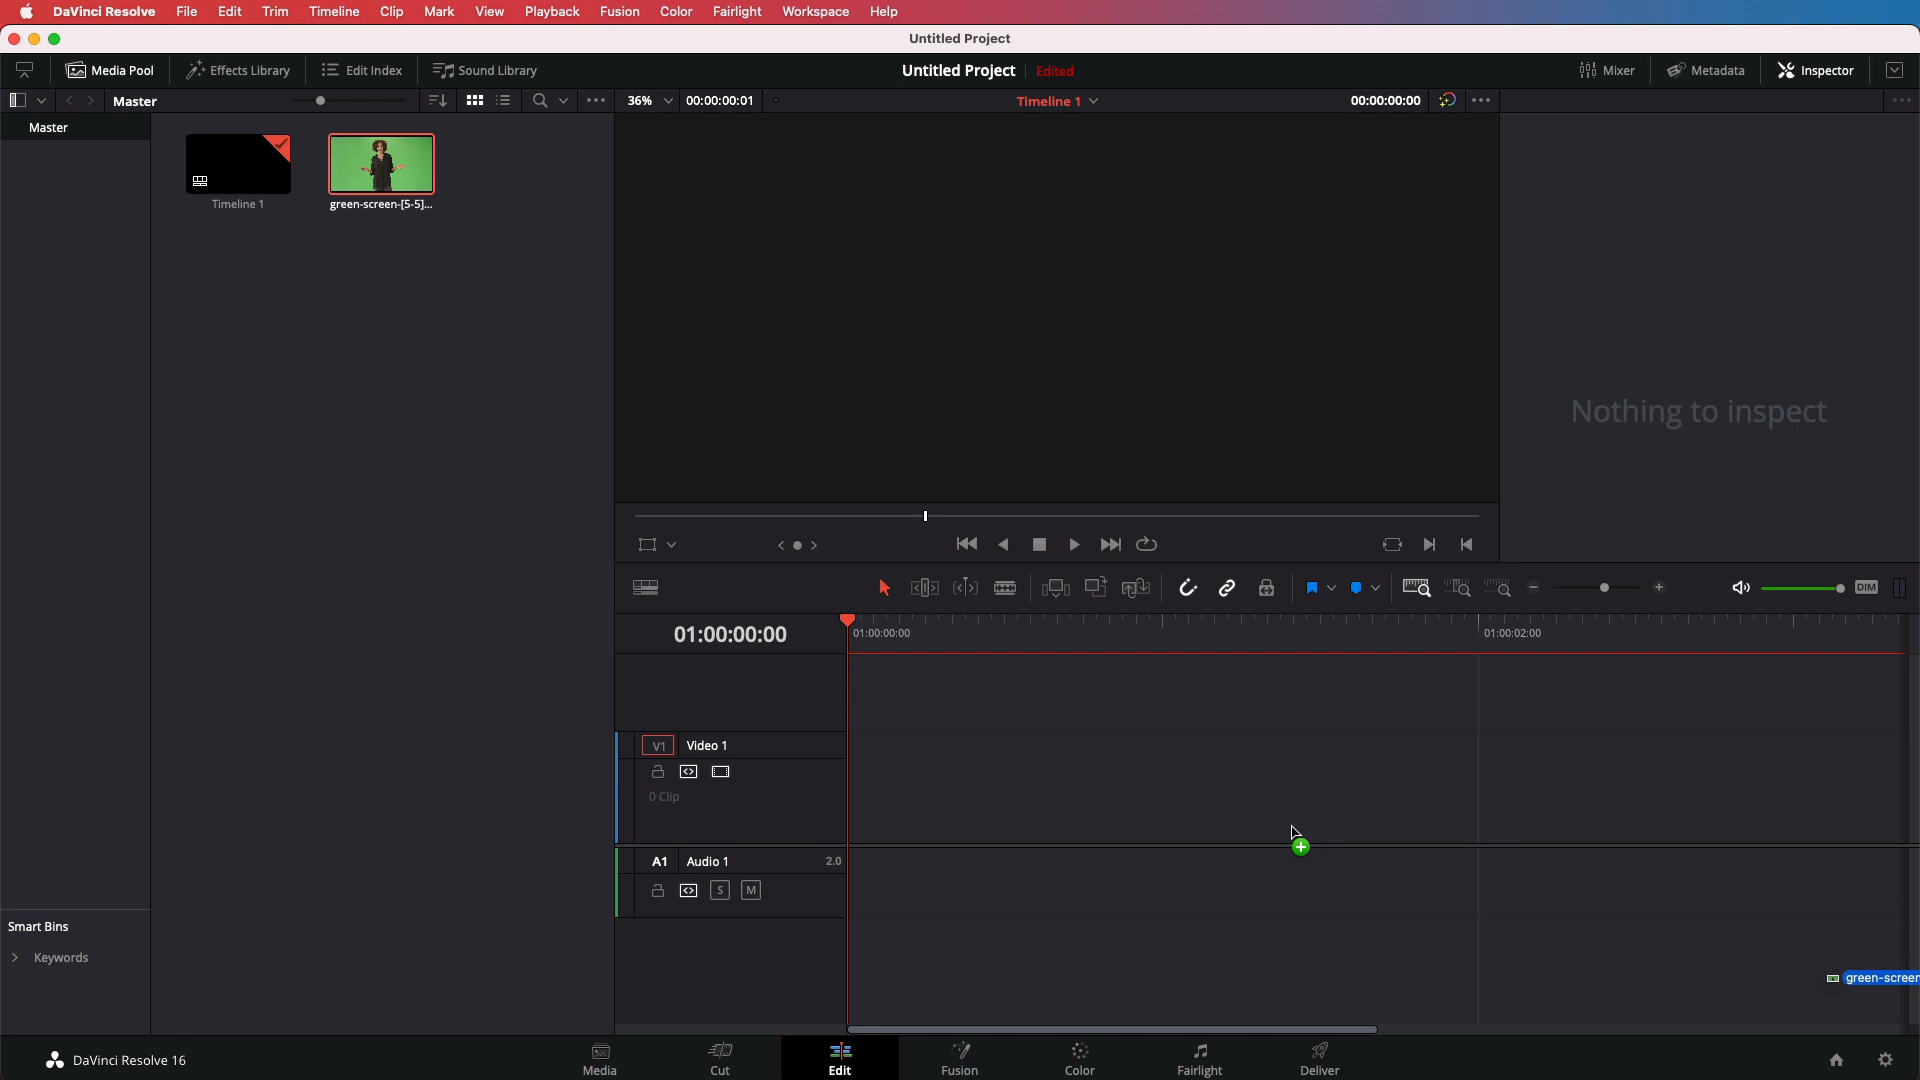 DaVinci Resolve File Edit Trim Timeline Clip Mark View Playback Fusion Color Fairlight Workspace Help
Untitled Project
Media Pool Effects Library Edit Index Sound Library Untitled Project Edited Mixer Metadata Inspector
Master 36% 00:00:00:01 Timeline 1 00:00:00:00
Master
Timeline 1 green-screen-[5-5]...
Nothing to inspect
DIM
01:00:00:00 01:00:00:00 01:00:02:00
V1 Video 1
0 Clip
A1 Audio 1 2.0
S M
Smart Bins
Keywords
green-screen
DaVinci Resolve 16 Media Cut Edit Fusion Color Fairlight Deliver